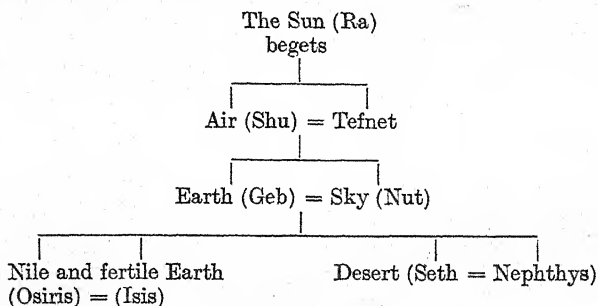 The Sun (Ra)
begets
Air (Shu) = Tefnet
Earth (Geb) = Sky (Nut)
Nile and fertile Earth
(Osiris) = (Isis)
Desert (Seth = Nephthys)